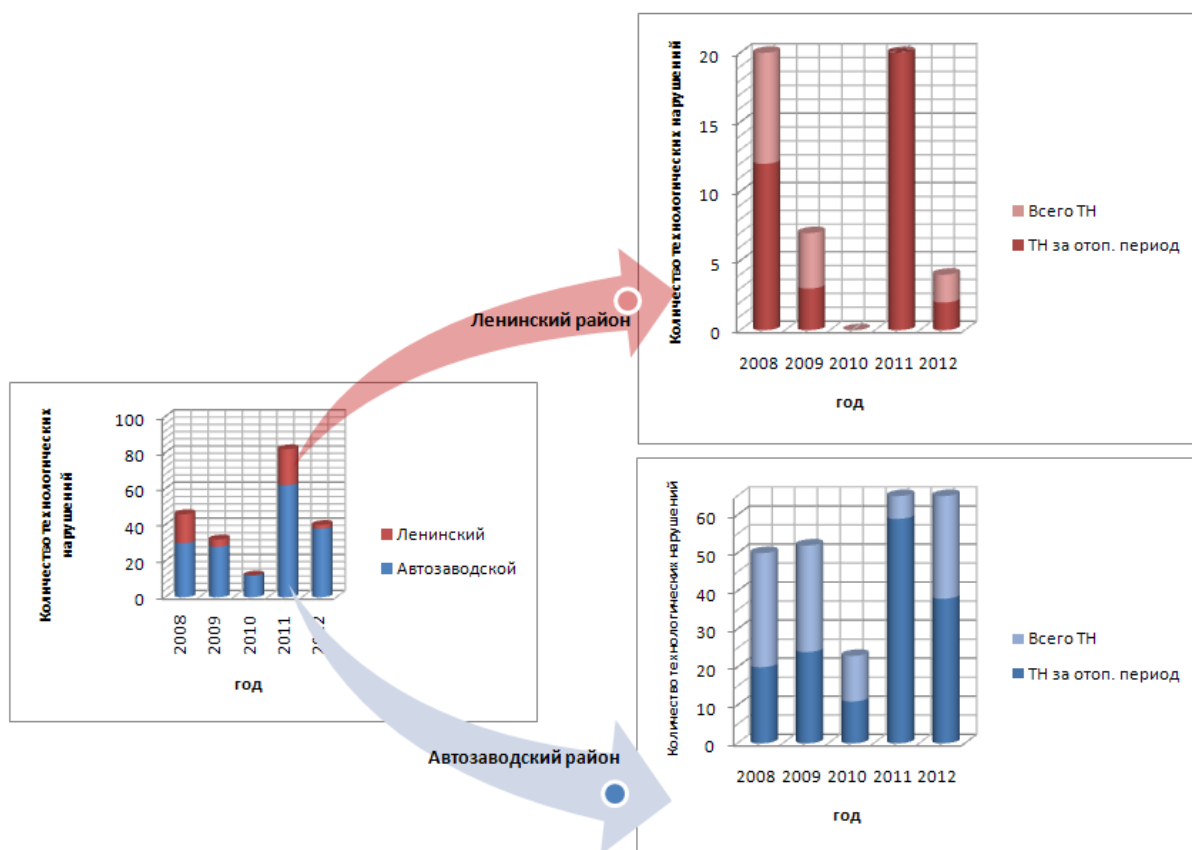 Количество технологических нарушений
20
15
10
5
0
2008 2009 2010 2011 2012
год
Всего ТН
ТН за отоп. период
Ленинский район
Количество технологических
нарушений
100
80
60
40
20
0
2008
2009
2010
2011
2012
год
Ленинский
Автозаводской
Автозаводский район
Количество технологических нарушений
60
50
40
30
20
10
0
2008 2009 2010 2011 2012
год
Всего ТН
ТН за отоп. период